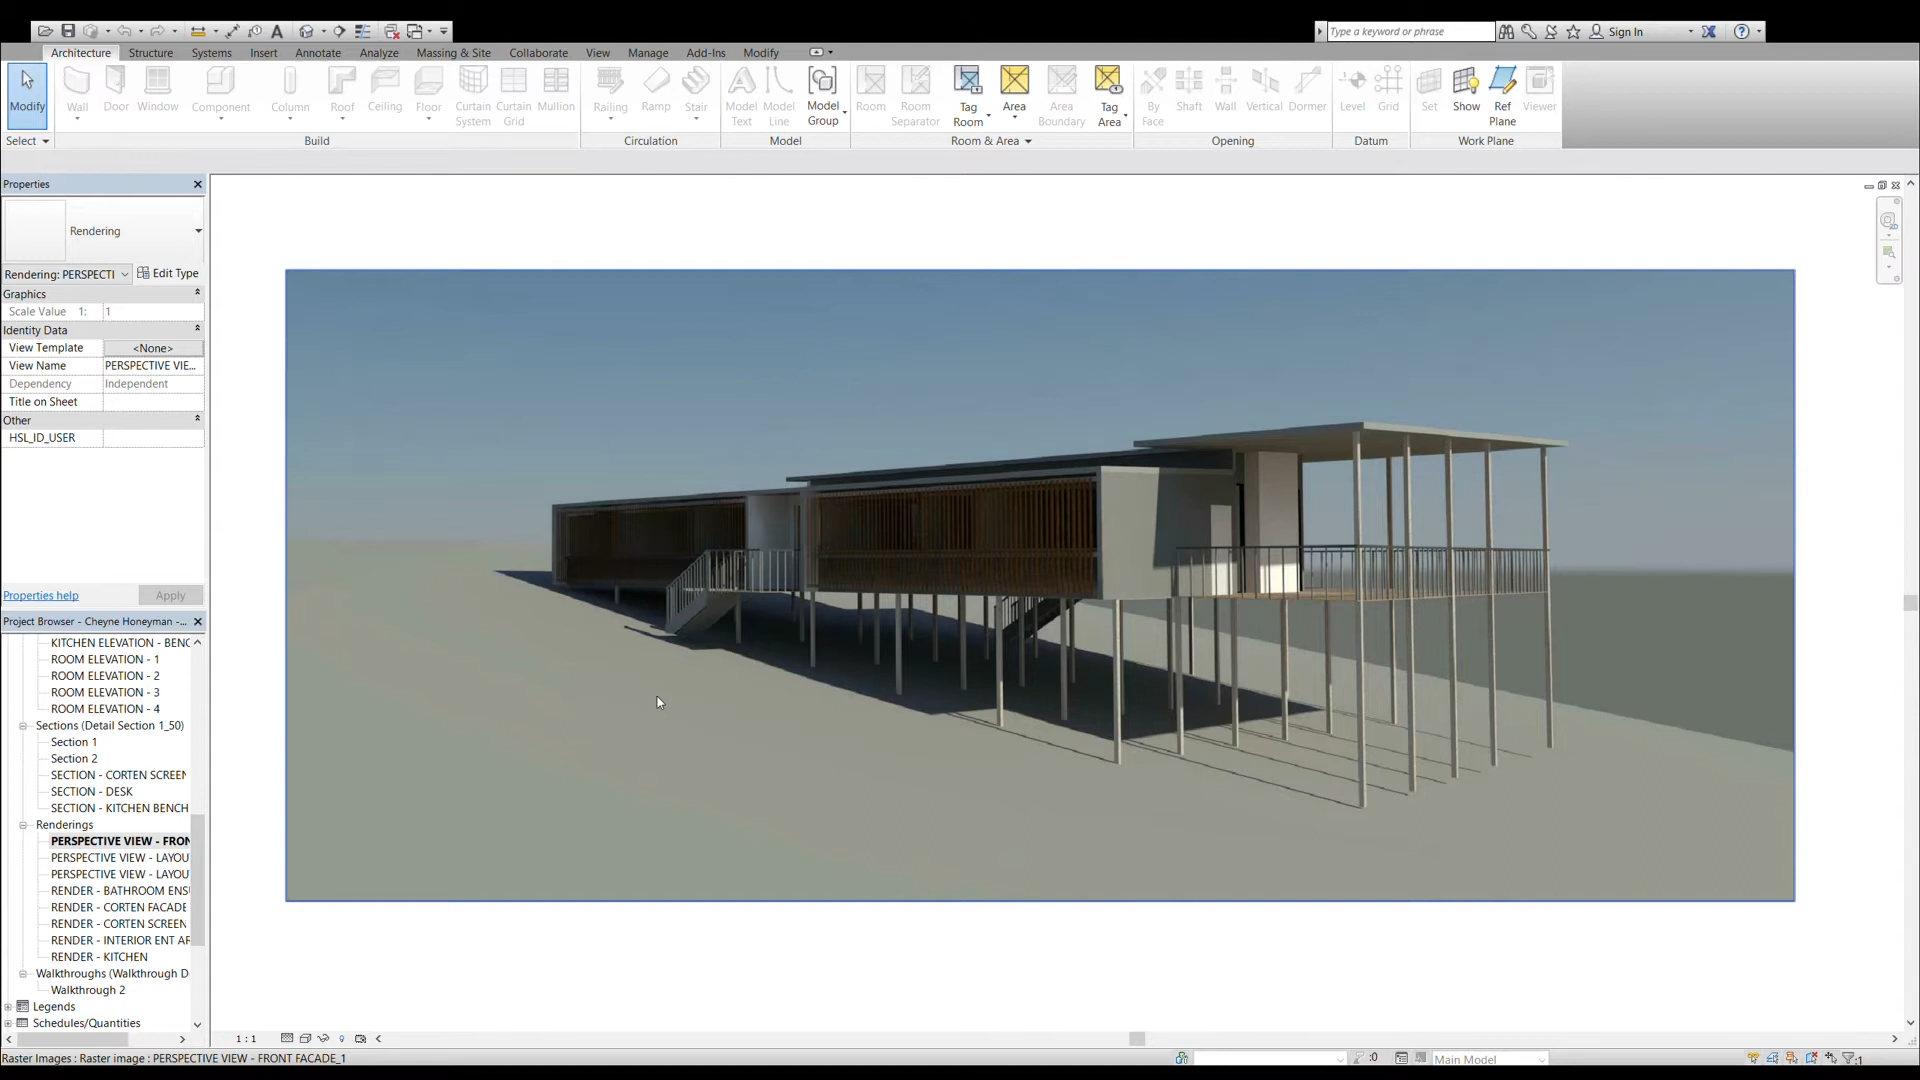 Type a keyword or phrase
Sign In
Architecture Structure Systems Insert Annotate Analyze Massing & Site Collaborate View Manage Add-Ins Modify
Modify
Wall
Door
Window
Component
Column
Roof
Ceiling
Floor
Curtain System
Curtain Grid
Mullion
Railing
Ramp
Stair
Model Text
Model Line
Model Group
Room
Room Separator
Tag Room
Area
Area Boundary
Tag Area
By Face
Shaft
Wall
Vertical
Dormer
Level
Grid
Set
Show
Ref Plane
Viewer
Select
Build
Circulation
Model
Room & Area
Opening
Datum
Work Plane
Properties
Rendering
Rendering: PERSPECTI
Edit Type
Graphics
Scale Value 1: 1
Identity Data
View Template <None>
View Name PERSPECTIVE VIE...
Dependency Independent
Title on Sheet
Other
HSL_ID_USER
Properties help
Apply
Project Browser - Cheyne Honeyman -...
KITCHEN ELEVATION - BENC
ROOM ELEVATION - 1
ROOM ELEVATION - 2
ROOM ELEVATION - 3
ROOM ELEVATION - 4
Sections (Detail Section 1_50)
Section 1
Section 2
SECTION - CORTEN SCREEN
SECTION - DESK
SECTION - KITCHEN BENCH
Renderings
PERSPECTIVE VIEW - FRON
PERSPECTIVE VIEW - LAYOU
PERSPECTIVE VIEW - LAYOU
RENDER - BATHROOM ENS
RENDER - CORTEN FACADE
RENDER - CORTEN SCREEN
RENDER - INTERIOR ENT AR
RENDER - KITCHEN
Walkthroughs (Walkthrough D
Walkthrough 2
Legends
Schedules/Quantities
1 : 1
Raster Images : Raster image : PERSPECTIVE VIEW - FRONT FACADE_1
:0
Main Model
:1